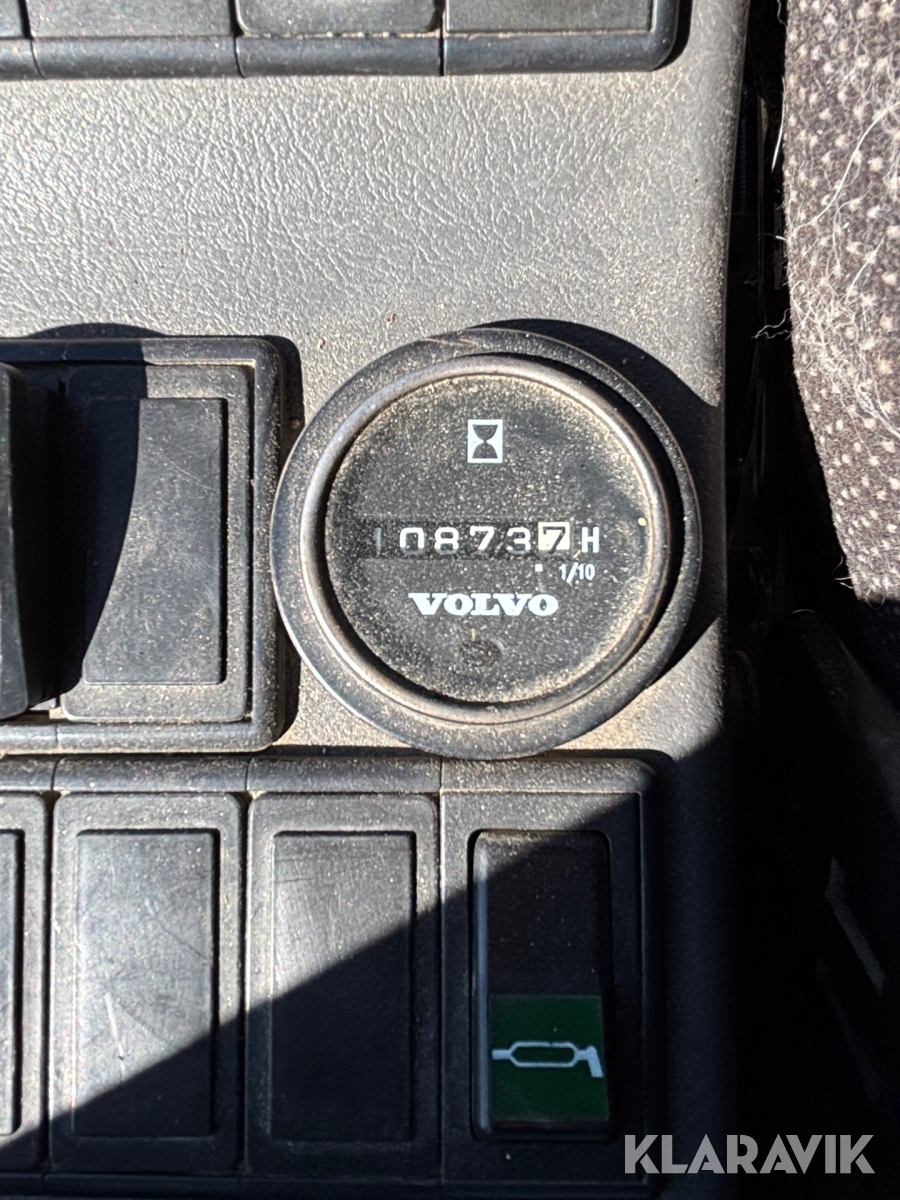 108737 H
1/10
VOLVO
KLARAVIK